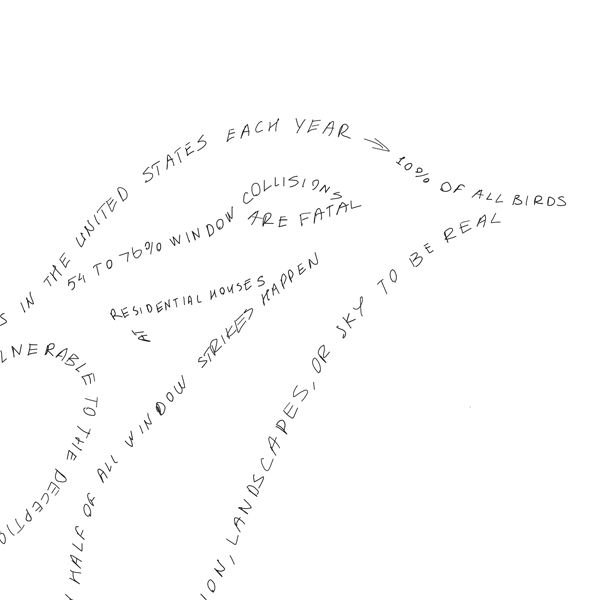 S IN THE UNITED STATES EACH YEAR → 10% OF ALL BIRDS
54 TO 76% WINDOW COLLISIONS
ARE FATAL
HALF OF ALL WINDOW STRIKES HAPPEN
AT
RESIDENTIAL HOUSES
LNERABLE TO THE DECEPTIO
ION, LANDSCAPES, OR SKY TO BE REAL